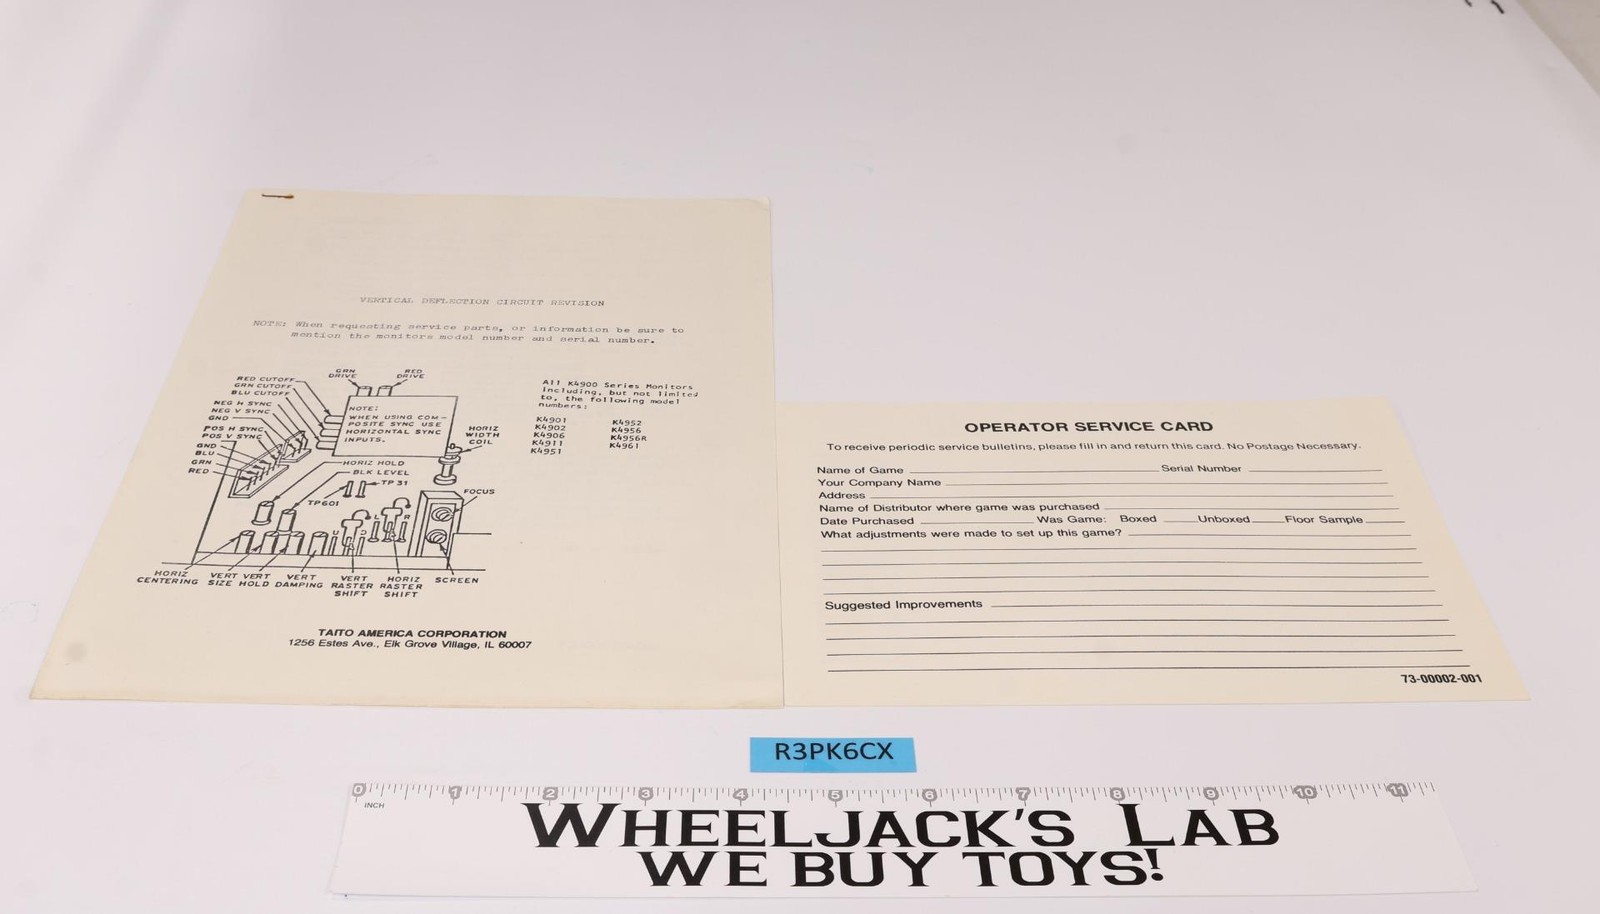 VERTICAL DEFLECTION CIRCUIT REVISION
NOTE: When requesting service parts, or information be sure to
mention the monitors model number and serial number.
GRN DRIVE
RED DRIVE
RED CUTOFF
GRN CUTOFF
BLU CUTOFF
NEG H SYNC
NEG V SYNC
GND
POS H SYNC
POS V SYNC
GND
BLU
GRN
RED
NOTE:
WHEN USING COM-
POSITE SYNC USE
HORIZONTAL SYNC
INPUTS.
HORIZ
WIDTH
COIL
HORIZ HOLD
BLK LEVEL
TP 31
TP601
FOCUS
L
R
U
HORIZ
CENTERING
VERT
SIZE
VERT
HOLD
VERT
DAMPING
VERT
RASTER
SHIFT
HORIZ
RASTER
SHIFT
SCREEN
All K4900 Series Monitors
including, but not limited
to, the following model
numbers:
K4901
K4902
K4906
K4911
K4951
K4952
K4956
K4956R
K4961
TAITO AMERICA CORPORATION
1256 Estes Ave., Elk Grove Village, IL 60007
OPERATOR SERVICE CARD
To receive periodic service bulletins, please fill in and return this card. No Postage Necessary.
Name of Game Serial Number
Your Company Name
Address
Name of Distributor where game was purchased
Date Purchased Was Game: Boxed Unboxed Floor Sample
What adjustments were made to set up this game?
Suggested Improvements
73-00002-001
R3PK6CX
0 1 2 3 4 5 6 7 8 9 10 11
INCH
WHEELJACK'S LAB
WE BUY TOYS!